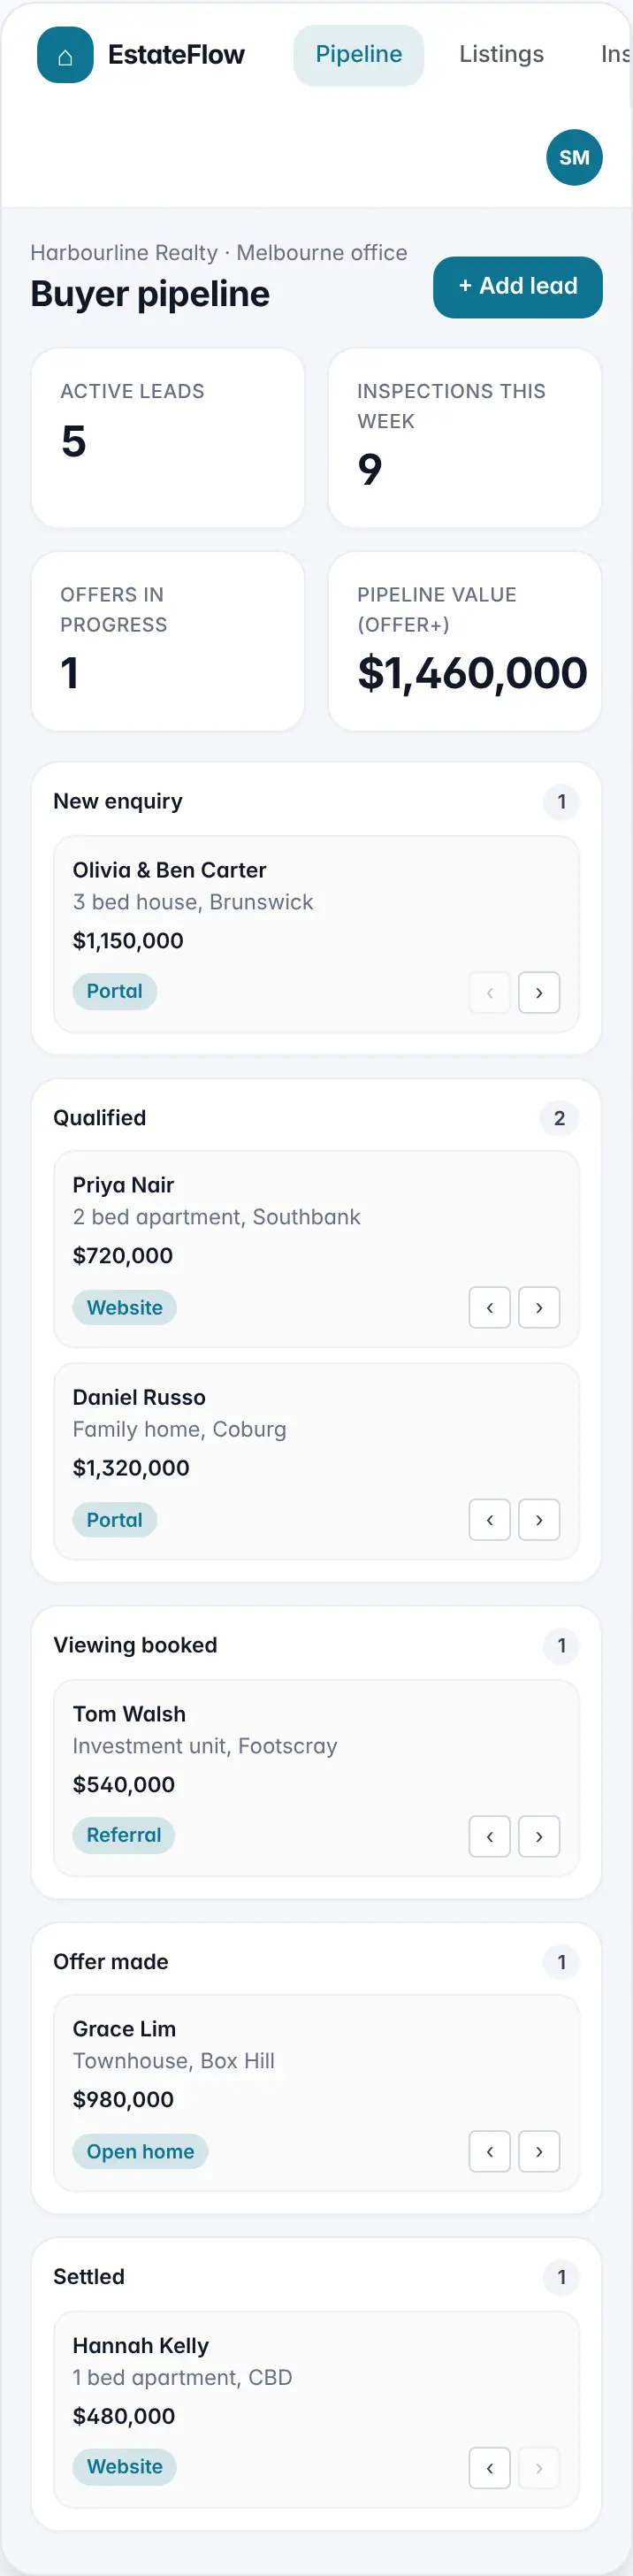 EstateFlow
Pipeline
Listings
SM
Harbourline Realty · Melbourne office
Buyer pipeline
+ Add lead
ACTIVE LEADS
5
INSPECTIONS THIS
WEEK
9
OFFERS IN
PROGRESS
1
PIPELINE VALUE
(OFFER+)
$1,460,000
New enquiry
1
Olivia & Ben Carter
3 bed house, Brunswick
$1,150,000
Portal
‹ ›
Qualified
2
Priya Nair
2 bed apartment, Southbank
$720,000
Website
‹ ›
Daniel Russo
Family home, Coburg
$1,320,000
Portal
‹ ›
Viewing booked
1
Tom Walsh
Investment unit, Footscray
$540,000
Referral
‹ ›
Offer made
1
Grace Lim
Townhouse, Box Hill
$980,000
Open home
‹ ›
Settled
1
Hannah Kelly
1 bed apartment, CBD
$480,000
Website
‹ ›